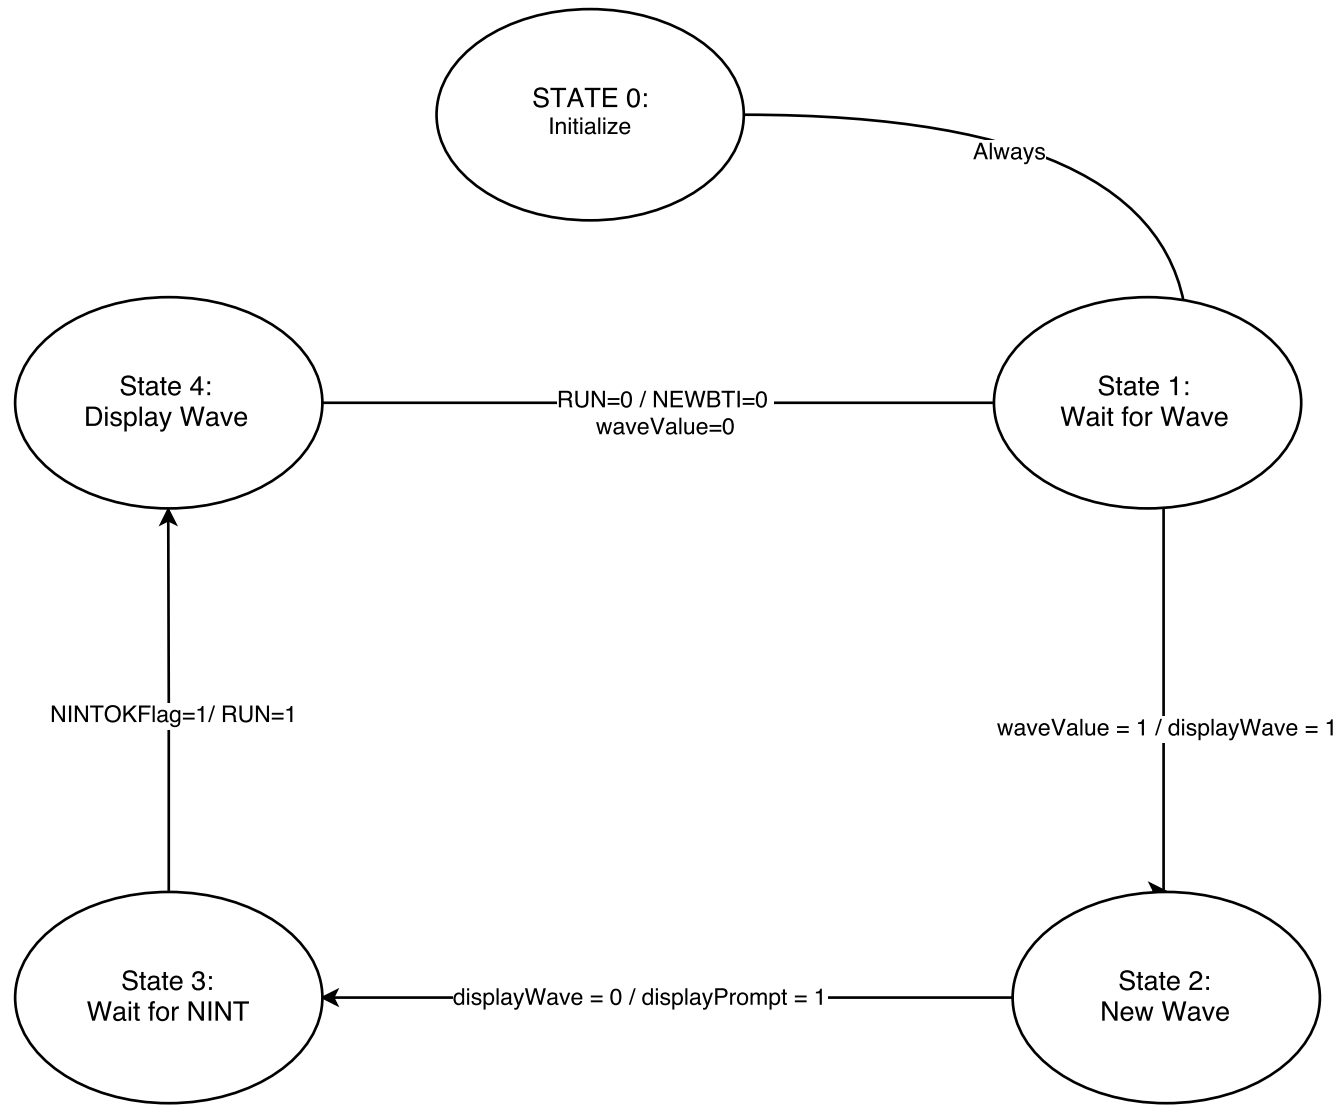 STATE 0:
Initialize
Always
State 4:
Display Wave
RUN=0 / NEWBTI=0
waveValue=0
State 1:
Wait for Wave
NINTOKFlag=1/ RUN=1
waveValue = 1 / displayWave = 1
State 3:
Wait for NINT
displayWave = 0 / displayPrompt = 1
State 2:
New Wave